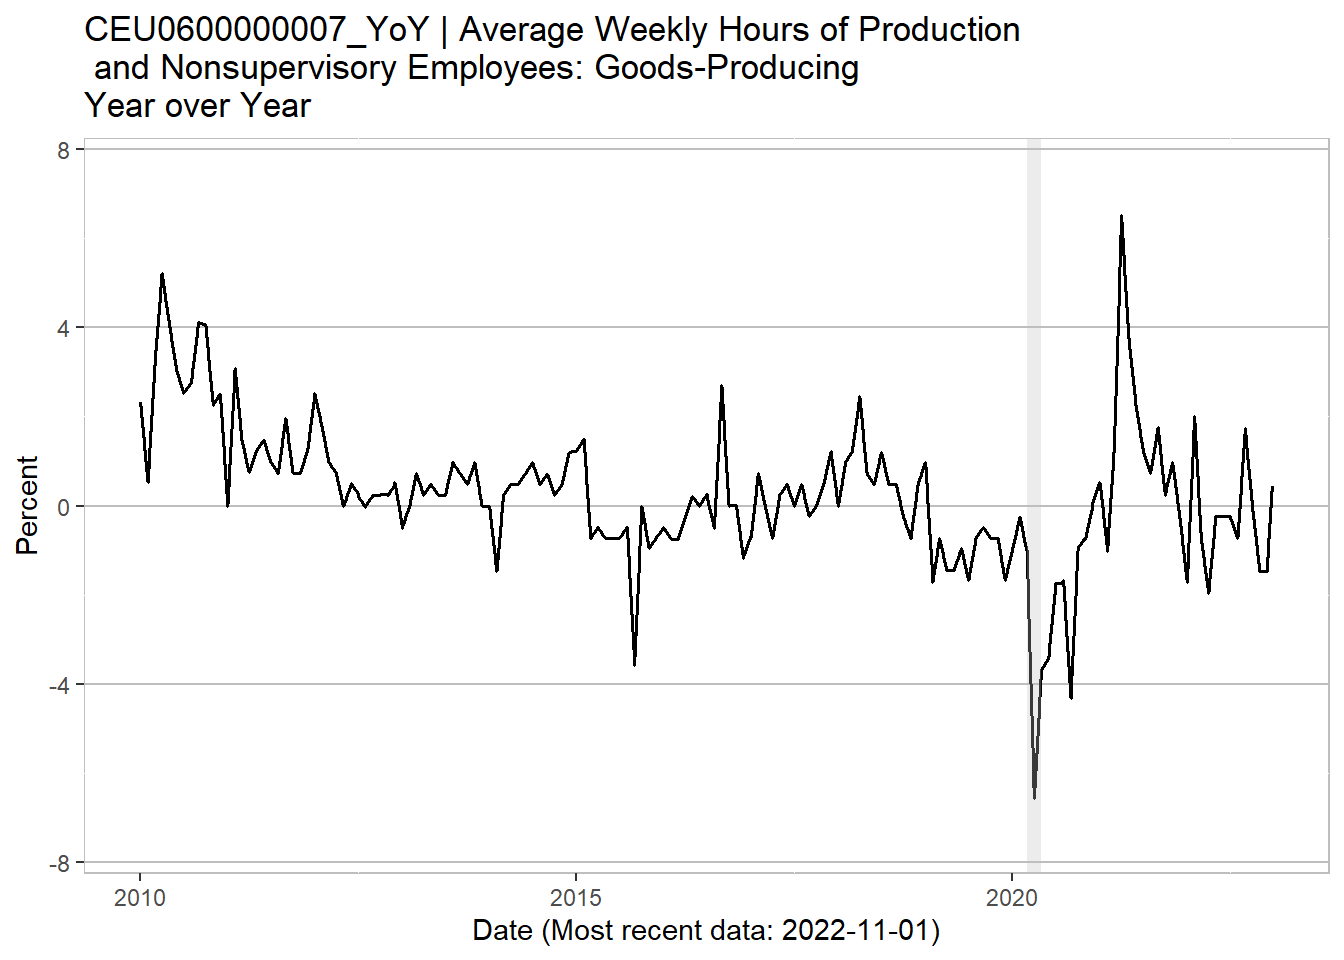 CEU0600000007_YoY | Average Weekly Hours of Production
and Nonsupervisory Employees: Goods-Producing
Year over Year
8
4
0
-4
-8
Percent
2010
2015
2020
Date (Most recent data: 2022-11-01)